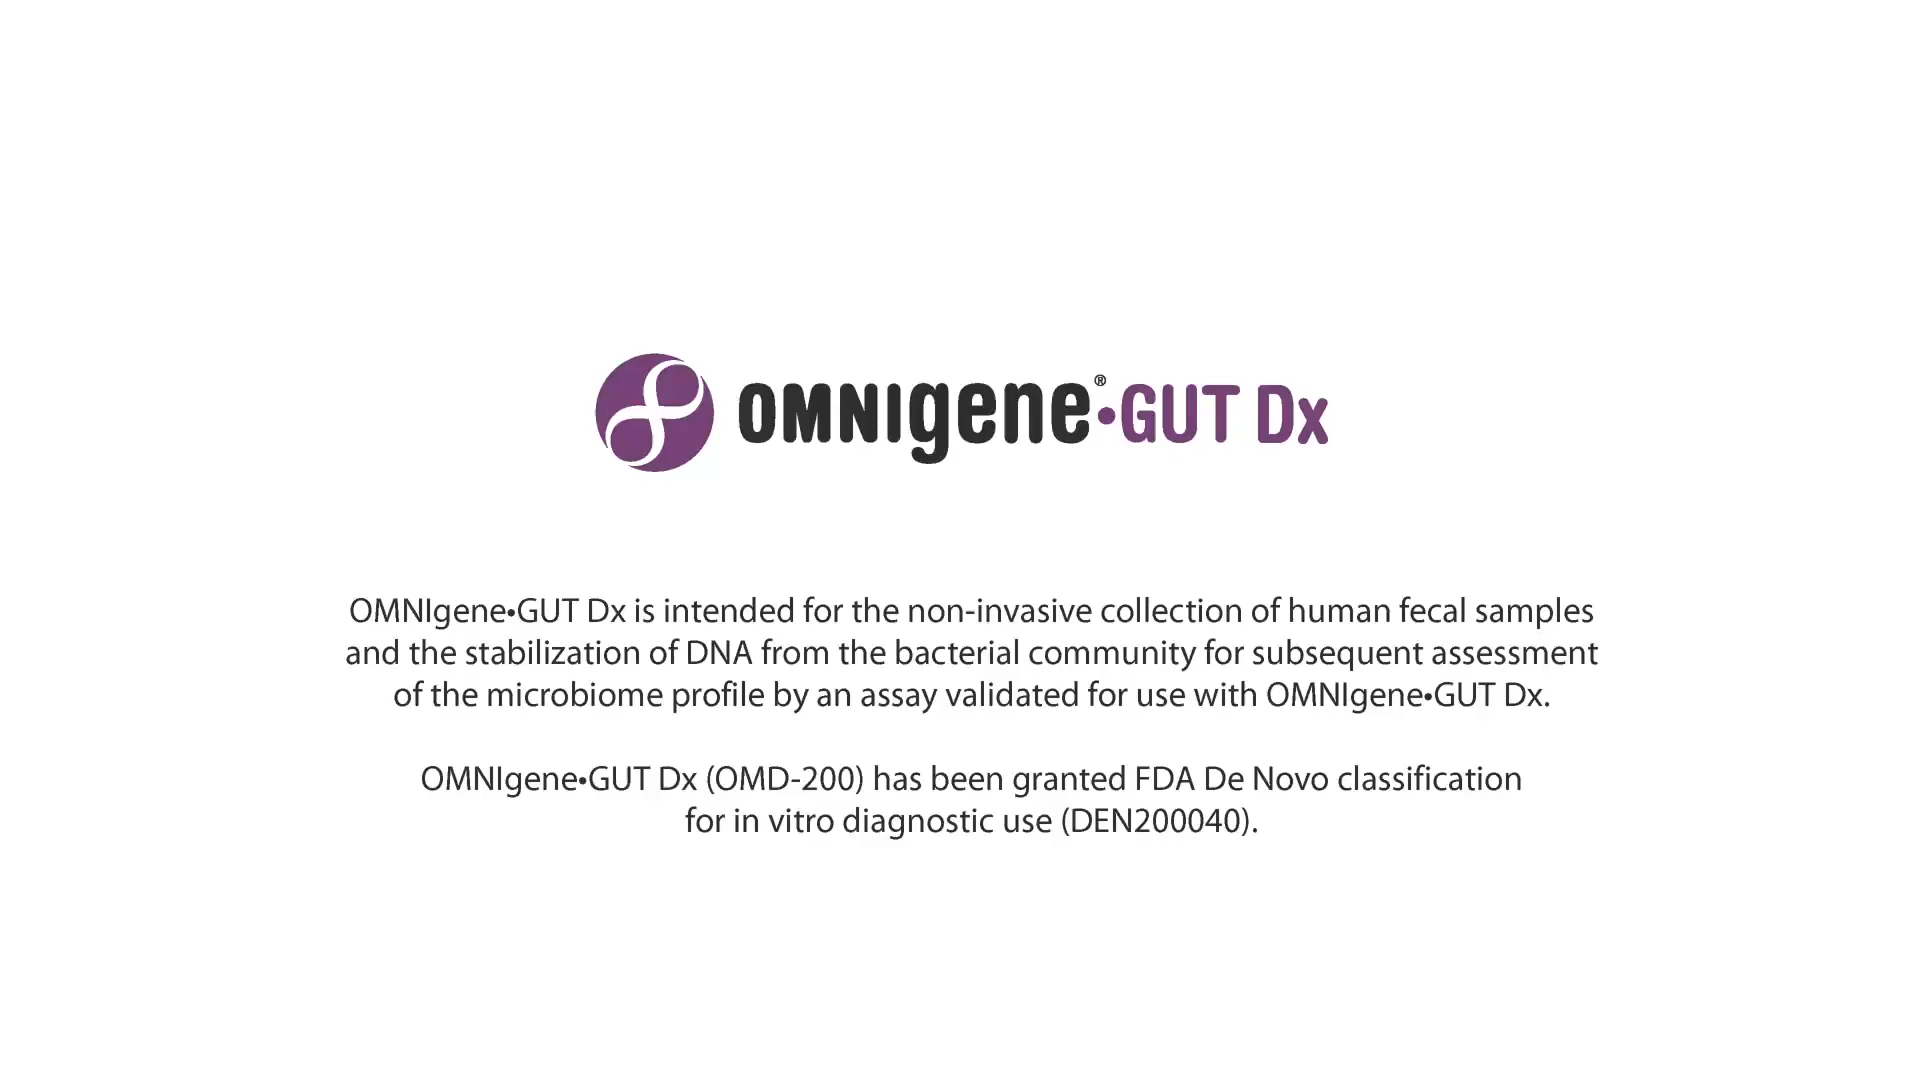 OMNIgene®•GUT Dx
OMNIgene•GUT Dx is intended for the non-invasive collection of human fecal samples
and the stabilization of DNA from the bacterial community for subsequent assessment
of the microbiome profile by an assay validated for use with OMNIgene•GUT Dx.
OMNIgene•GUT Dx (OMD-200) has been granted FDA De Novo classification
for in vitro diagnostic use (DEN200040).